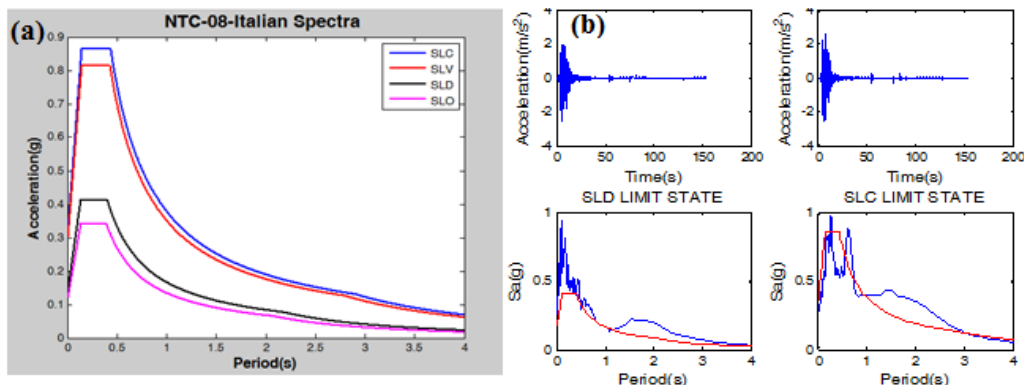 (a)
NTC-08-Italian Spectra
Acceleration(g)
0.9
0.8
0.7
0.6
0.5
0.4
0.3
0.2
0.1
0
SLC
SLV
SLD
SLO
0 0.5 1 1.5 2 2.5 3 3.5 4
Period(s)
(b)
Acceleration(m/s²)
4
2
0
-2
-4
0 50 100 150 200
Time(s)
Acceleration(m/s²)
4
2
0
-2
-4
0 50 100 150 200
Time(s)
SLD LIMIT STATE
Sa(g)
1
0.5
0
0 1 2 3 4
Period(s)
SLC LIMIT STATE
Sa(g)
1
0.5
0
0 1 2 3 4
Period(s)